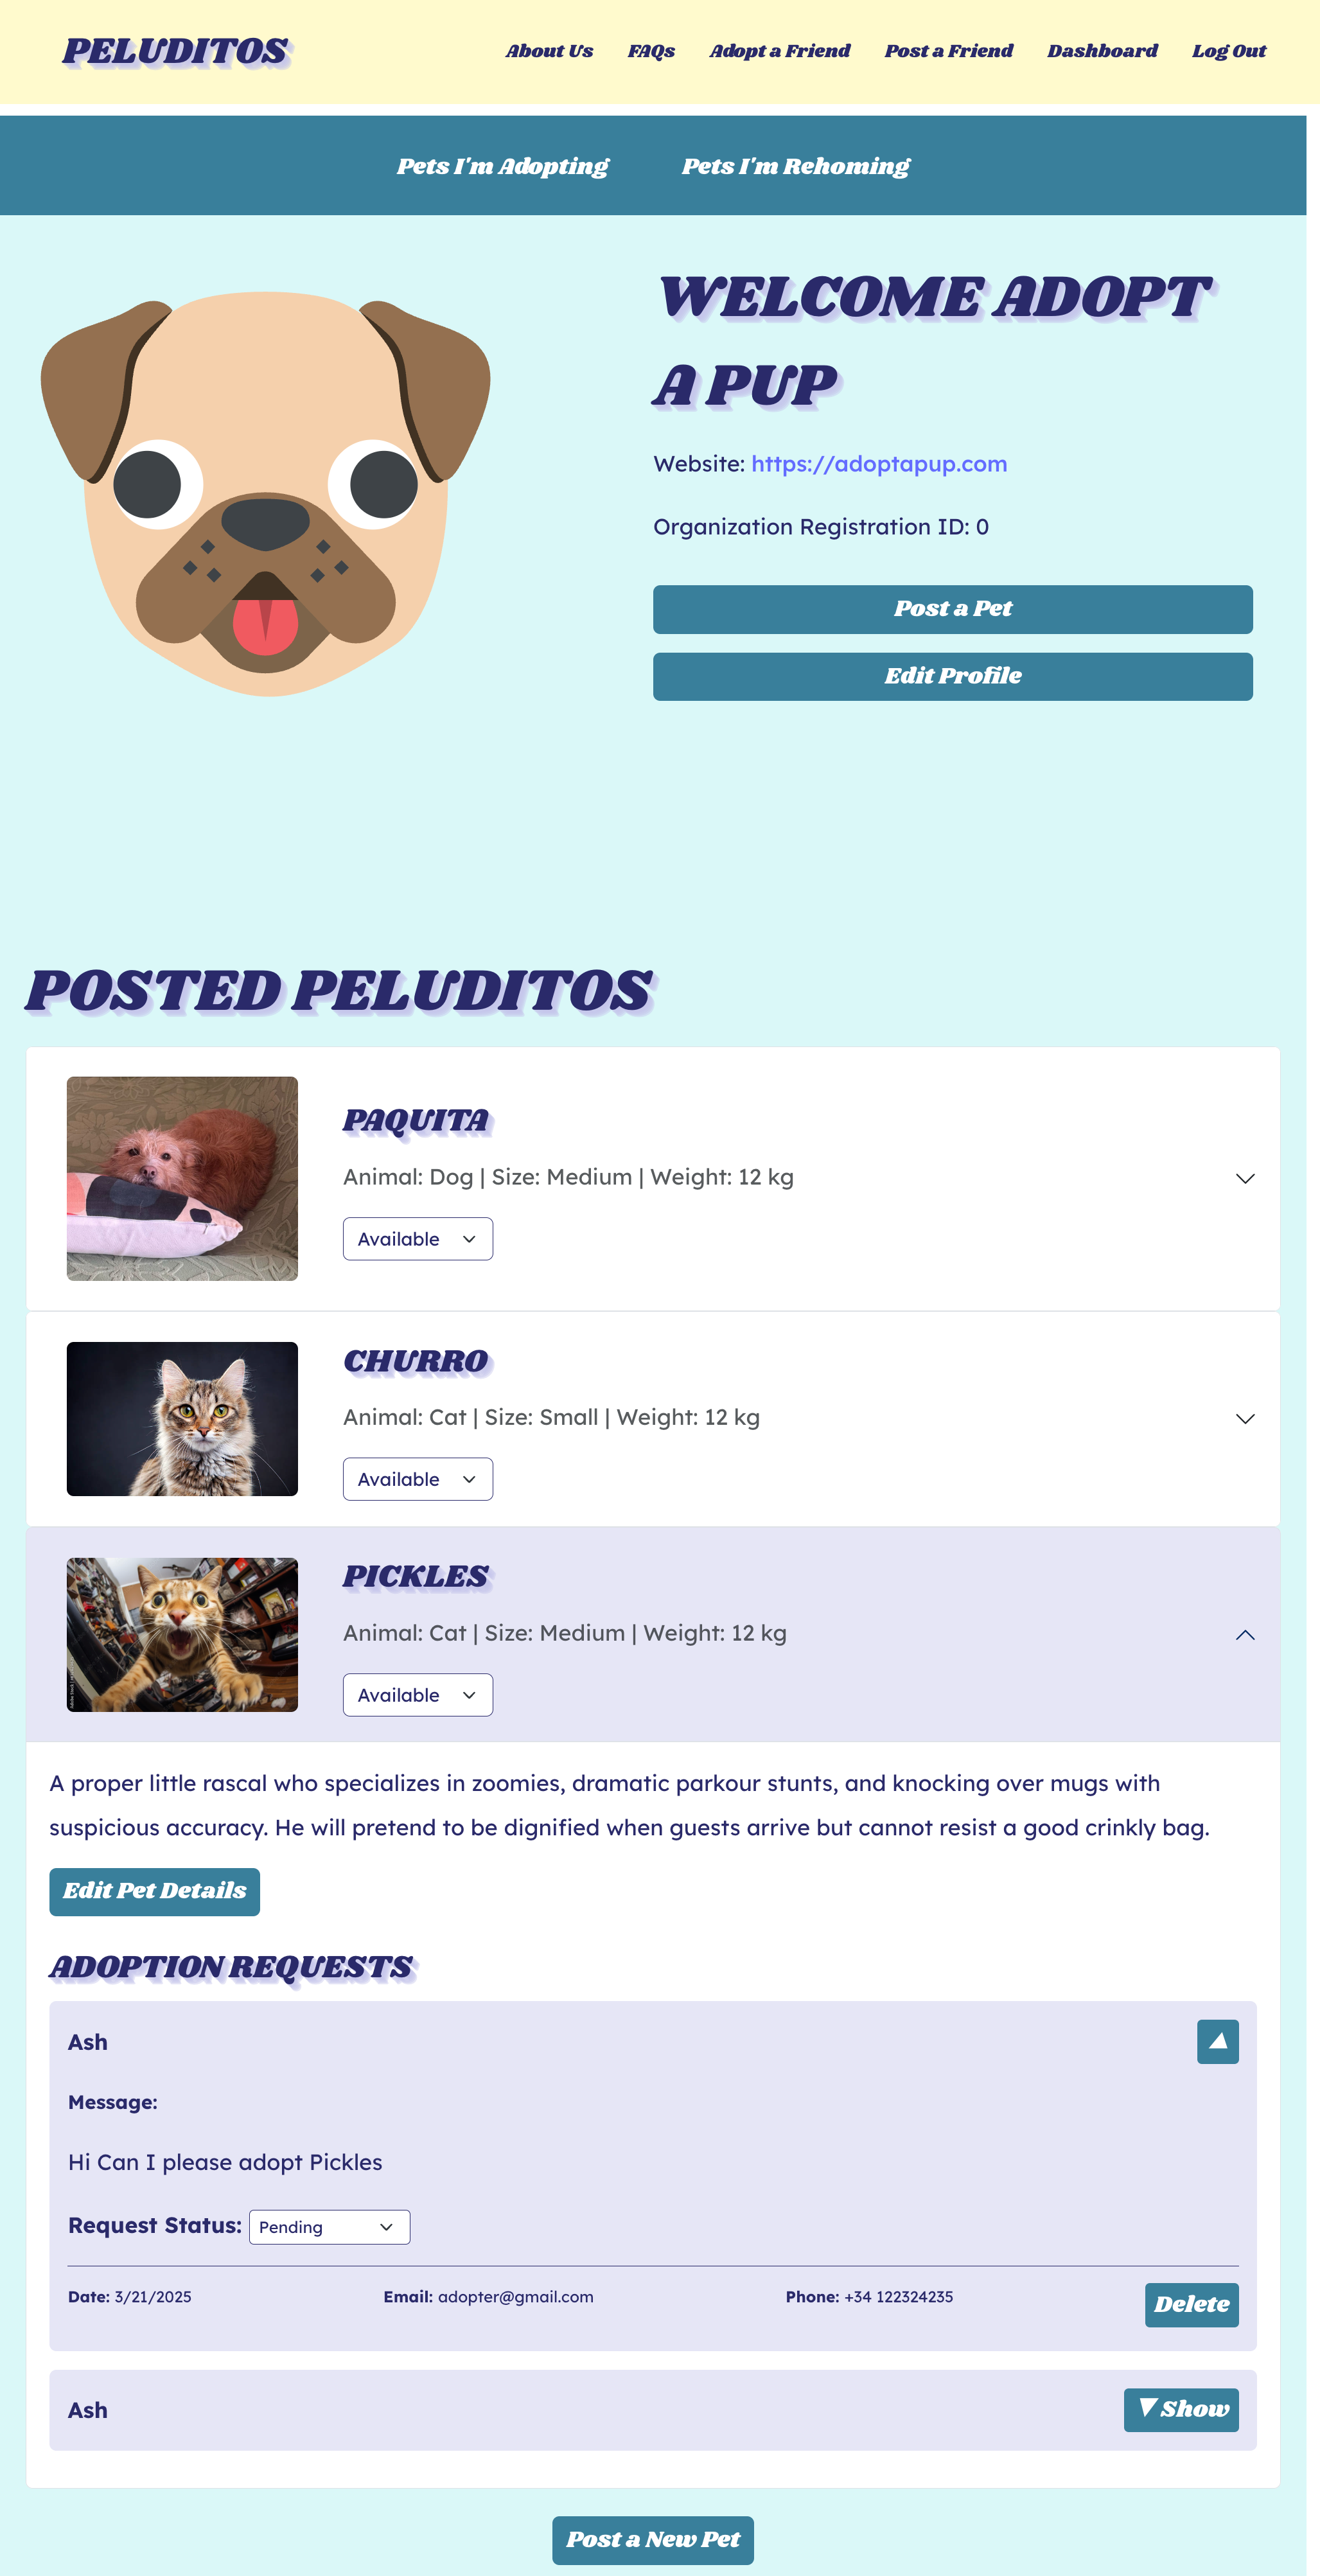 PELUDITOS
About Us FAQs Adopt a Friend Post a Friend Dashboard Log Out
Pets I'm Adopting Pets I'm Rehoming
WELCOME ADOPT
A PUP
Website: https://adoptapup.com
Organization Registration ID: 0
Post a Pet
Edit Profile
POSTED PELUDITOS
PAQUITA
Animal: Dog | Size: Medium | Weight: 12 kg
Available
CHURRO
Animal: Cat | Size: Small | Weight: 12 kg
Available
PICKLES
Animal: Cat | Size: Medium | Weight: 12 kg
Available
A proper little rascal who specializes in zoomies, dramatic parkour stunts, and knocking over mugs with
suspicious accuracy. He will pretend to be dignified when guests arrive but cannot resist a good crinkly bag.
Edit Pet Details
ADOPTION REQUESTS
Ash
▲
Message:
Hi Can I please adopt Pickles
Request Status: Pending
Date: 3/21/2025 Email: adopter@gmail.com Phone: +34 122324235 Delete
Ash ▼ Show
Post a New Pet